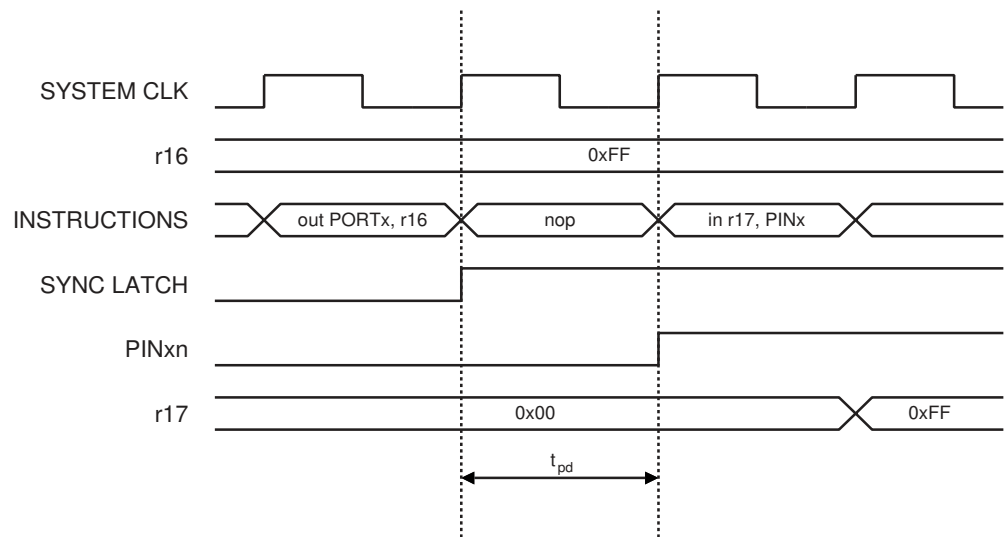 SYSTEM CLK
r16
0xFF
INSTRUCTIONS
out PORTx, r16
nop
in r17, PINx
SYNC LATCH
PINxn
r17
0x00
0xFF
tpd